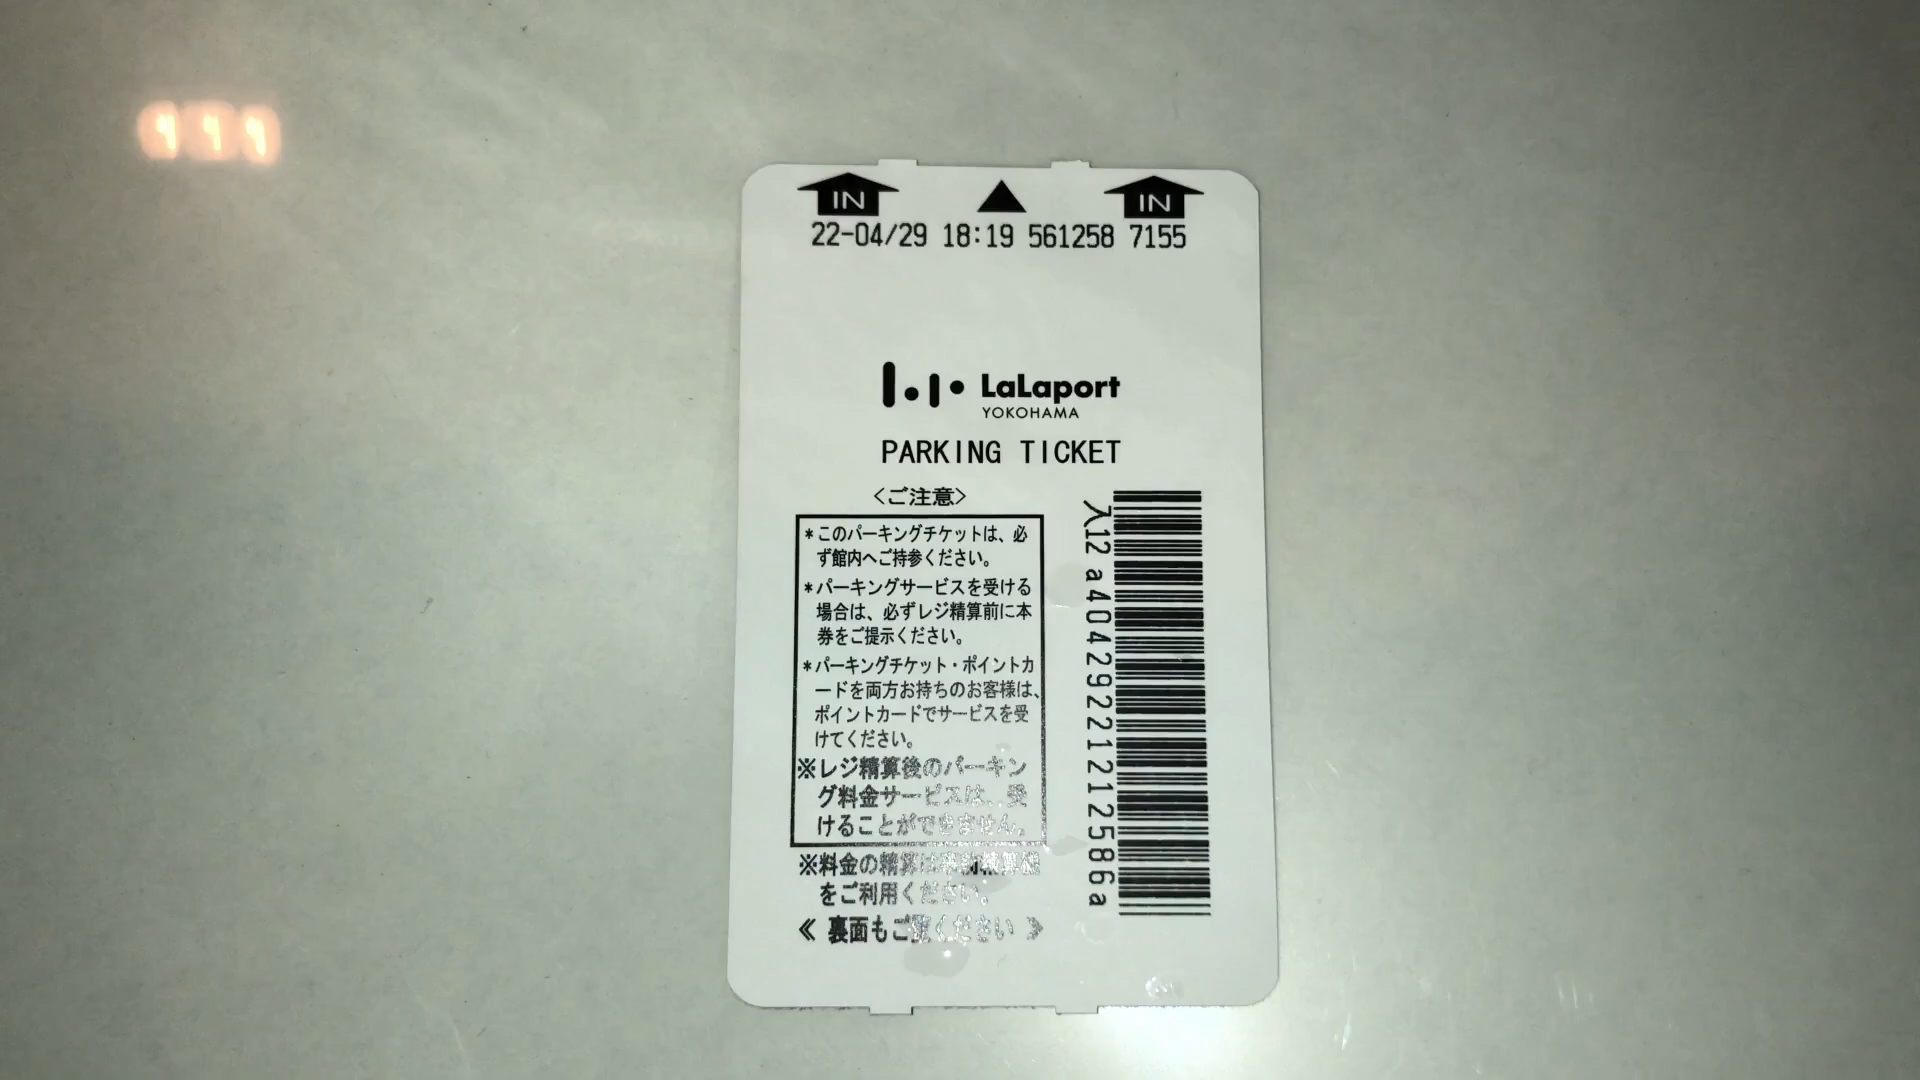 IN IN
22-04/29 18:19 561258 7155
LaLaport
YOKOHAMA
PARKING TICKET
<ご注意>
*このパーキングチケットは、必
ず館内へご持参ください。
*パーキングサービスを受ける
場合は、必ずレジ精算前に本
券をご提示ください。
*パーキングチケット・ポイントカ
ードを両方お持ちのお客様は、
ポイントカードでサービスを受
けてください。
※レジ精算後のパーキン
グ料金サービスは、受
けることができません。
※料金の精算は事前精算機
をご利用ください。
≪ 裏面もご覧ください ≫
入12 a40429221212586a